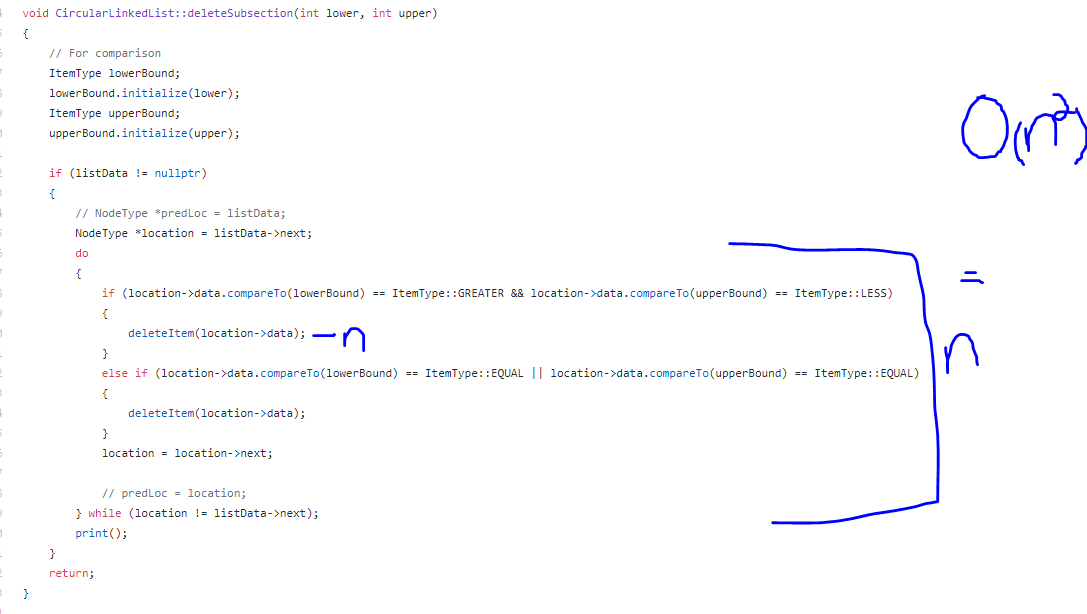 void CircularLinkedList::deleteSubsection(int lower, int upper)
{
    // For comparison
    ItemType lowerBound;
    lowerBound.initialize(lower);
    ItemType upperBound;
    upperBound.initialize(upper);
    if (listData != nullptr)
    {
        // NodeType *predLoc = listData;
        NodeType *location = listData->next;
        do
        {
            if (location->data.compareTo(lowerBound) == ItemType::GREATER && location->data.compareTo(upperBound) == ItemType::LESS)
            {
                deleteItem(location->data); — n
            }
            else if (location->data.compareTo(lowerBound) == ItemType::EQUAL || location->data.compareTo(upperBound) == ItemType::EQUAL)
            {
                deleteItem(location->data);
            }
            location = location->next;
            // predLoc = location;
        } while (location != listData->next);
        print();
    }
    return;
}
O(n²)
=
n